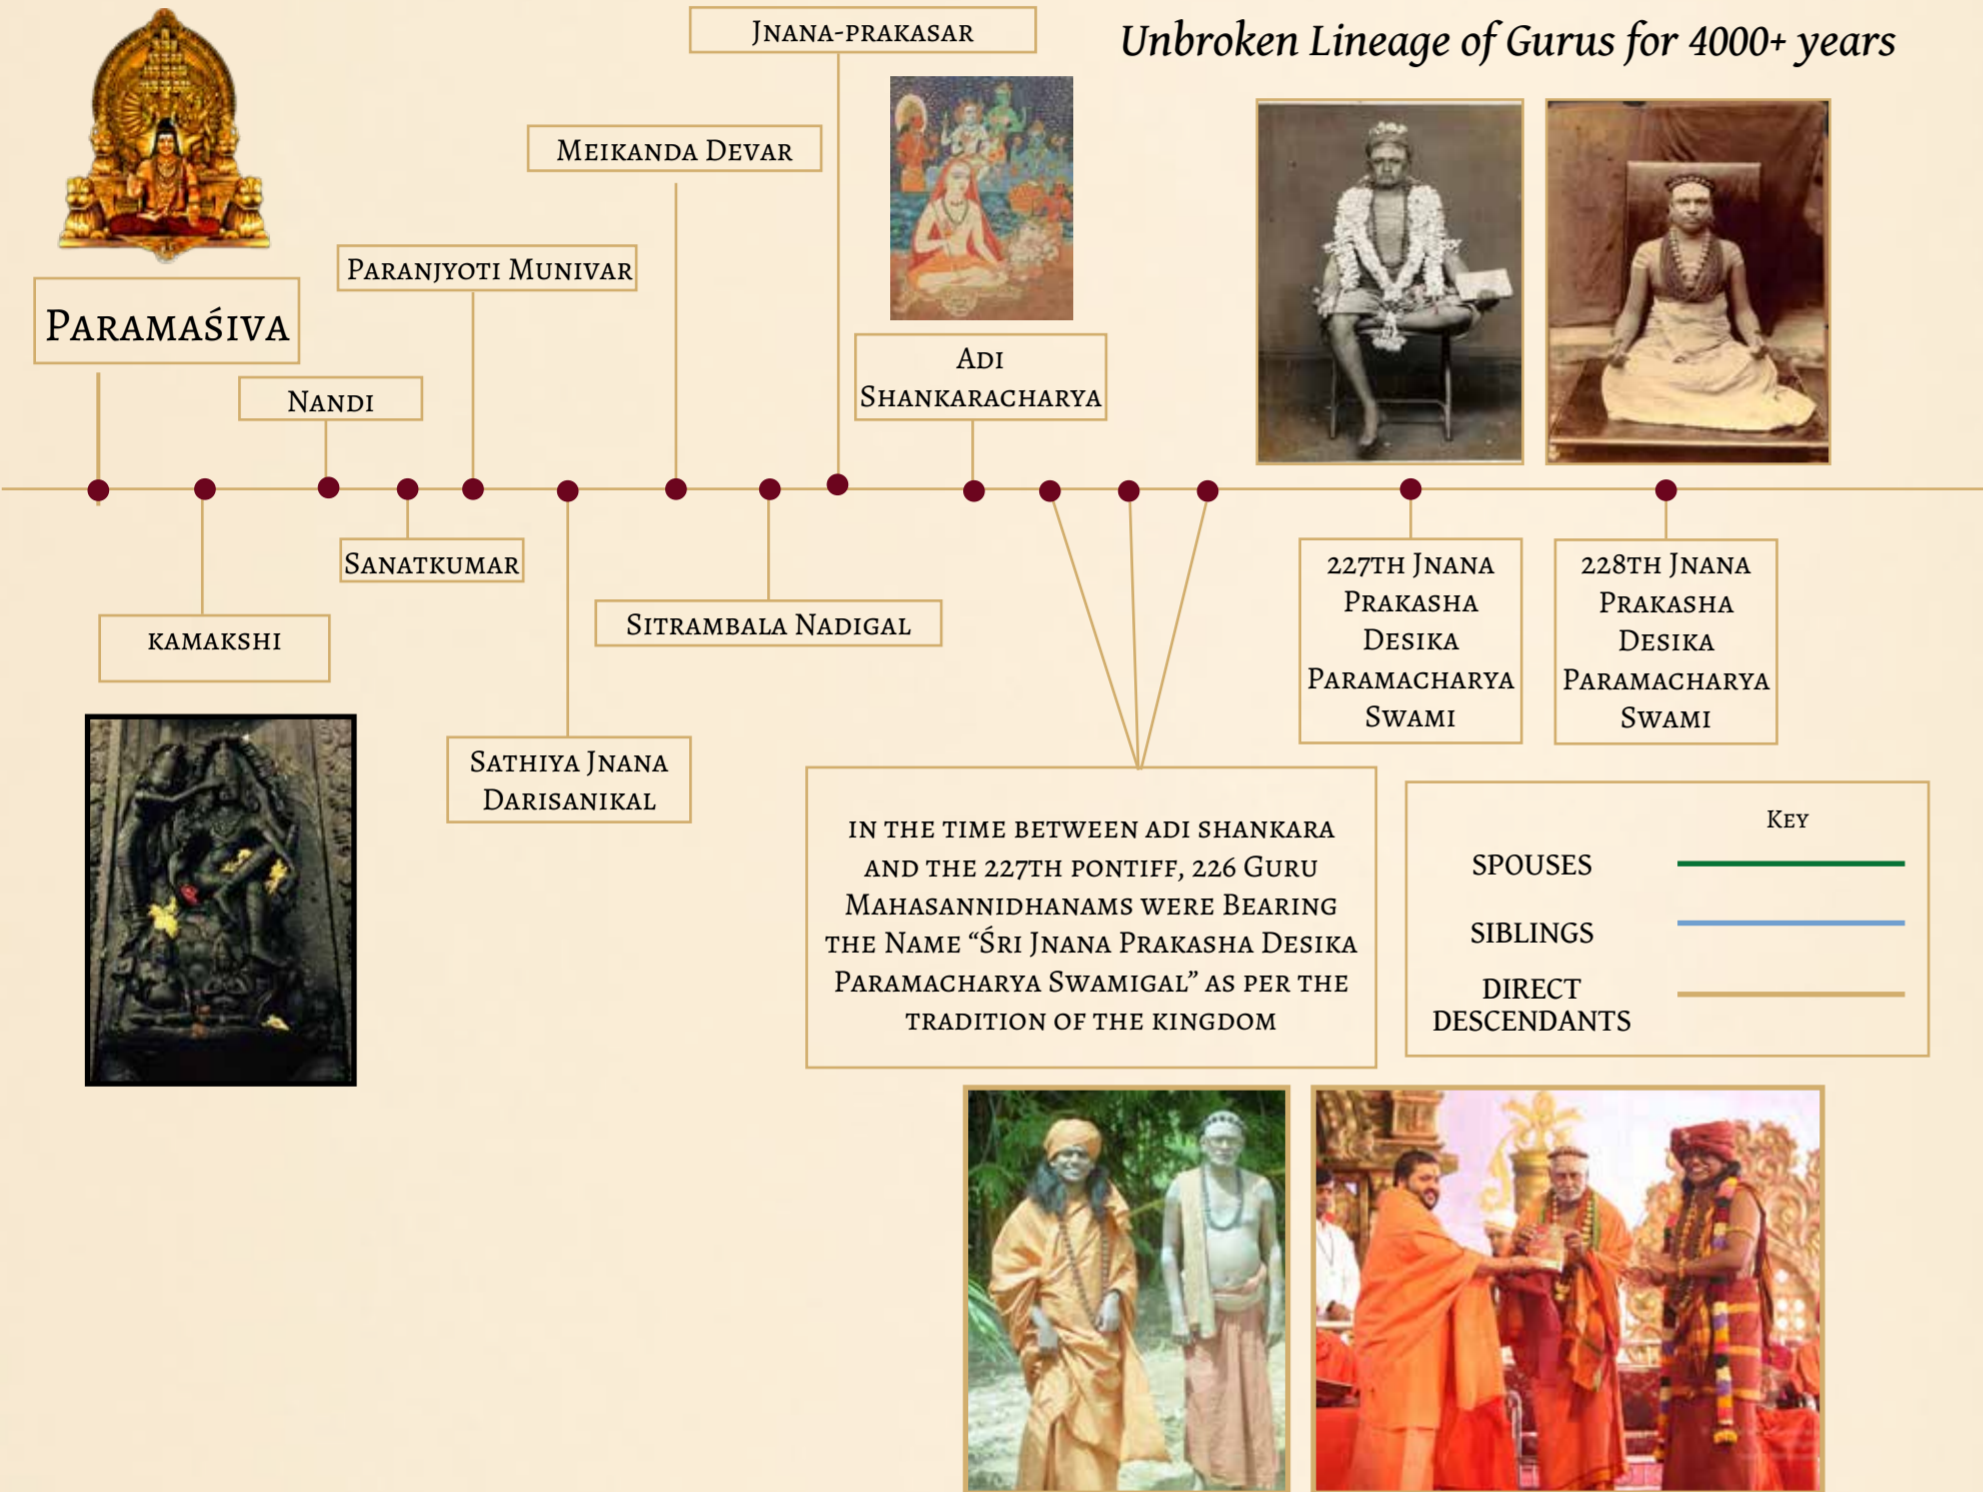 Unbroken Lineage of Gurus for 4000+ years
Jnana-prakasar
Meikanda Devar
Paranjyoti Munivar
Paramaśiva
Nandi
Adi
Shankaracharya
Sanatkumar
kamakshi
Sitrambala Nadigal
Sathiya Jnana
Darisanikal
227th Jnana
Prakasha
Desika
Paramacharya
Swami
228th Jnana
Prakasha
Desika
Paramacharya
Swami
in the time between adi shankara
and the 227th pontiff, 226 Guru
Mahasannidhanams were Bearing
the Name “Śri Jnana Prakasha Desika
Paramacharya Swamigal” as per the
tradition of the kingdom
Key
SPOUSES
SIBLINGS
DIRECT
DESCENDANTS